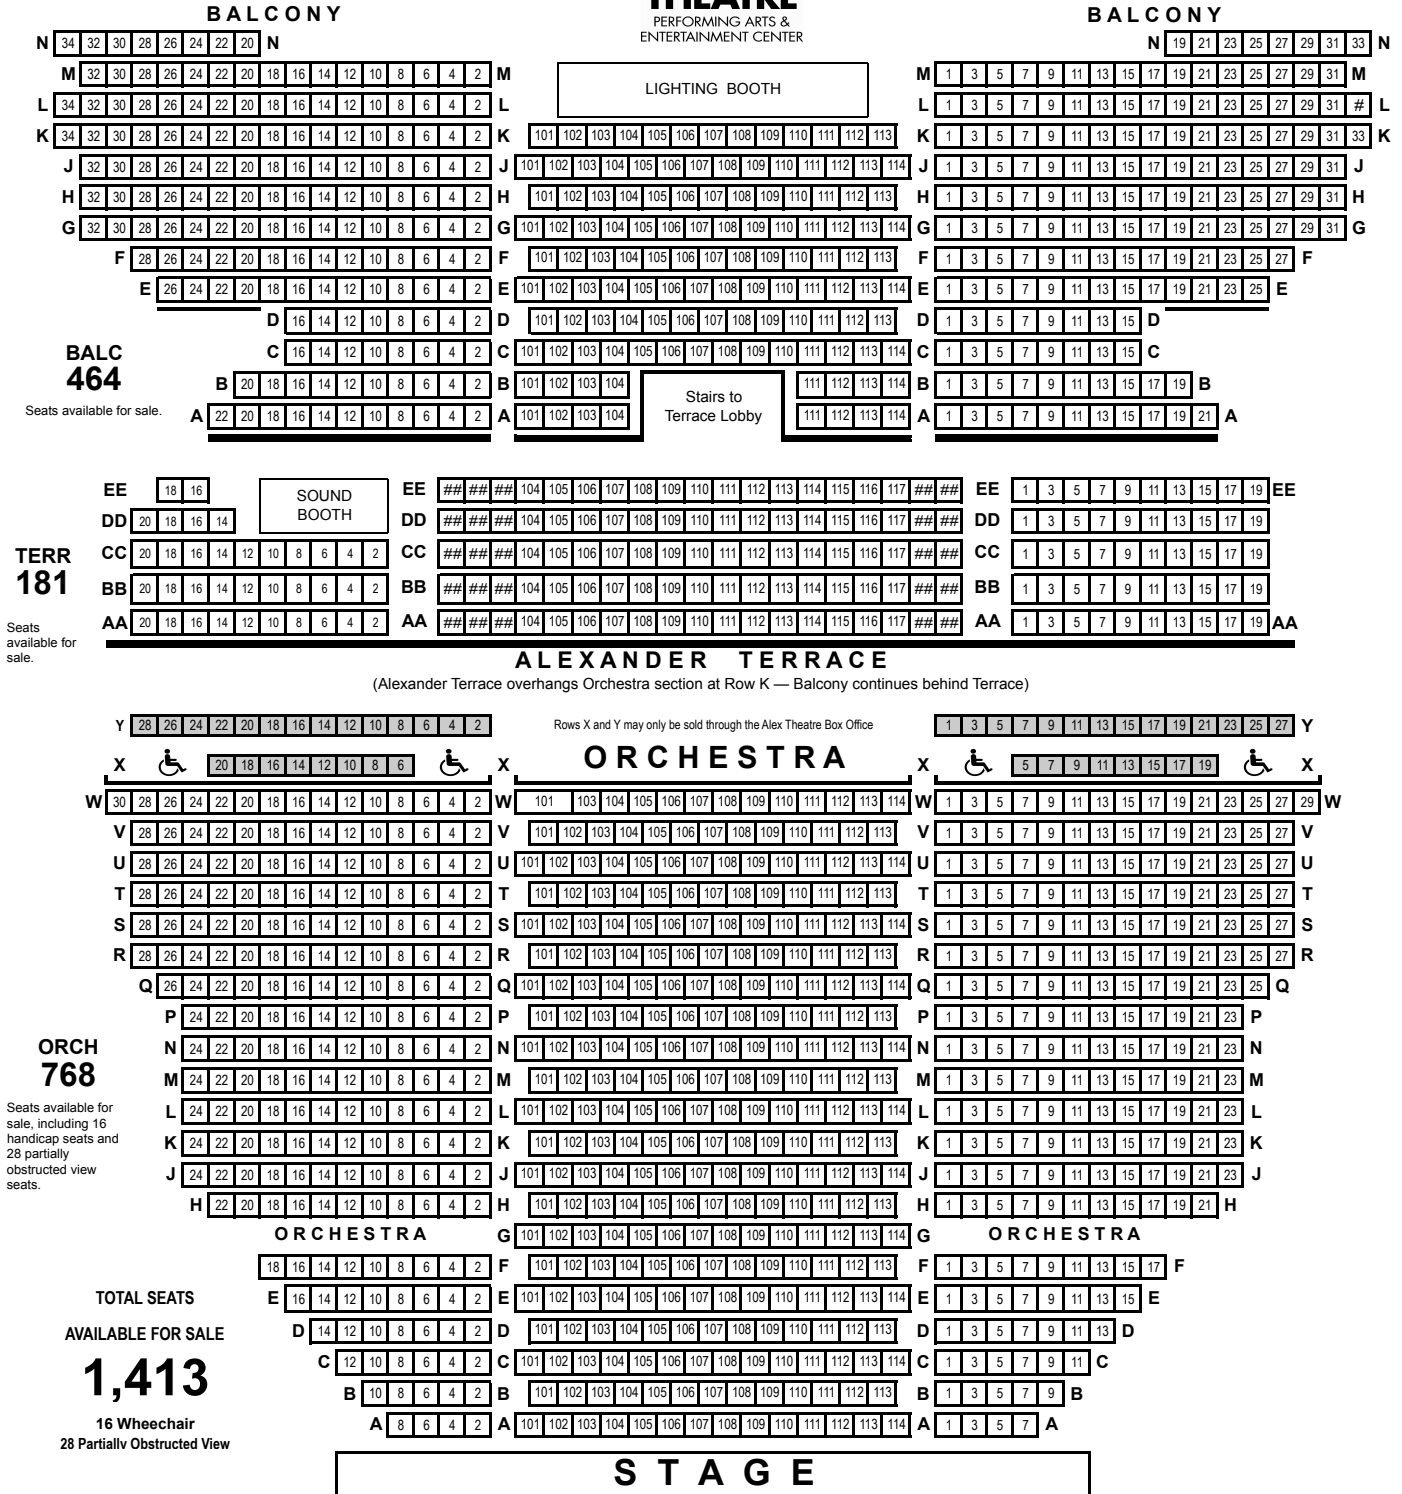 BALCONY THEATRE BALCONY
PERFORMING ARTS &
ENTERTAINMENT CENTER
N 34 32 30 28 26 24 22 20 N N 19 21 23 25 27 29 31 33 N
M 32 30 28 26 24 22 20 18 16 14 12 10 8 6 4 2 M M 1 3 5 7 9 11 13 15 17 19 21 23 25 27 29 31 M
LIGHTING BOOTH
L 34 32 30 28 26 24 22 20 18 16 14 12 10 8 6 4 2 L L 1 3 5 7 9 11 13 15 17 19 21 23 25 27 29 31 # L
K 34 32 30 28 26 24 22 20 18 16 14 12 10 8 6 4 2 K 101 102 103 104 105 106 107 108 109 110 111 112 113 K 1 3 5 7 9 11 13 15 17 19 21 23 25 27 29 31 33 K
J 32 30 28 26 24 22 20 18 16 14 12 10 8 6 4 2 J 101 102 103 104 105 106 107 108 109 110 111 112 113 114 J 1 3 5 7 9 11 13 15 17 19 21 23 25 27 29 31 J
H 32 30 28 26 24 22 20 18 16 14 12 10 8 6 4 2 H 101 102 103 104 105 106 107 108 109 110 111 112 113 H 1 3 5 7 9 11 13 15 17 19 21 23 25 27 29 31 H
G 32 30 28 26 24 22 20 18 16 14 12 10 8 6 4 2 G 101 102 103 104 105 106 107 108 109 110 111 112 113 114 G 1 3 5 7 9 11 13 15 17 19 21 23 25 27 29 31 G
F 28 26 24 22 20 18 16 14 12 10 8 6 4 2 F 101 102 103 104 105 106 107 108 109 110 111 112 113 F 1 3 5 7 9 11 13 15 17 19 21 23 25 27 F
E 26 24 22 20 18 16 14 12 10 8 6 4 2 E 101 102 103 104 105 106 107 108 109 110 111 112 113 114 E 1 3 5 7 9 11 13 15 17 19 21 23 25 E
D 16 14 12 10 8 6 4 2 D 101 102 103 104 105 106 107 108 109 110 111 112 113 D 1 3 5 7 9 11 13 15 D
C 16 14 12 10 8 6 4 2 C 101 102 103 104 105 106 107 108 109 110 111 112 113 114 C 1 3 5 7 9 11 13 15 C
B 20 18 16 14 12 10 8 6 4 2 B 101 102 103 104 111 112 113 114 B 1 3 5 7 9 11 13 15 17 19 B
A 22 20 18 16 14 12 10 8 6 4 2 A 101 102 103 104 111 112 113 114 A 1 3 5 7 9 11 13 15 17 19 21 A
Stairs to
Terrace Lobby
BALC
464
Seats available for sale.
EE 18 16 EE ## ## ## 104 105 106 107 108 109 110 111 112 113 114 115 116 117 ## ## EE 1 3 5 7 9 11 13 15 17 19 EE
SOUND
BOOTH
DD 20 18 16 14 DD ## ## ## 104 105 106 107 108 109 110 111 112 113 114 115 116 117 ## ## DD 1 3 5 7 9 11 13 15 17 19
CC 20 18 16 14 12 10 8 6 4 2 CC ## ## ## 104 105 106 107 108 109 110 111 112 113 114 115 116 117 ## ## CC 1 3 5 7 9 11 13 15 17 19
BB 20 18 16 14 12 10 8 6 4 2 BB ## ## ## 104 105 106 107 108 109 110 111 112 113 114 115 116 117 ## ## BB 1 3 5 7 9 11 13 15 17 19
AA 20 18 16 14 12 10 8 6 4 2 AA ## ## ## 104 105 106 107 108 109 110 111 112 113 114 115 116 117 ## ## AA 1 3 5 7 9 11 13 15 17 19 AA
TERR
181
Seats
available for
sale.
ALEXANDER TERRACE
(Alexander Terrace overhangs Orchestra section at Row K — Balcony continues behind Terrace)
Y 28 26 24 22 20 18 16 14 12 10 8 6 4 2 Rows X and Y may only be sold through the Alex Theatre Box Office 1 3 5 7 9 11 13 15 17 19 21 23 25 27 Y
X 20 18 16 14 12 10 8 6 X ORCHESTRA X 5 7 9 11 13 15 17 19 X
W 30 28 26 24 22 20 18 16 14 12 10 8 6 4 2 W 101 103 104 105 106 107 108 109 110 111 112 113 114 W 1 3 5 7 9 11 13 15 17 19 21 23 25 27 29 W
V 28 26 24 22 20 18 16 14 12 10 8 6 4 2 V 101 102 103 104 105 106 107 108 109 110 111 112 113 V 1 3 5 7 9 11 13 15 17 19 21 23 25 27 V
U 28 26 24 22 20 18 16 14 12 10 8 6 4 2 U 101 102 103 104 105 106 107 108 109 110 111 112 113 114 U 1 3 5 7 9 11 13 15 17 19 21 23 25 27 U
T 28 26 24 22 20 18 16 14 12 10 8 6 4 2 T 101 102 103 104 105 106 107 108 109 110 111 112 113 T 1 3 5 7 9 11 13 15 17 19 21 23 25 27 T
S 28 26 24 22 20 18 16 14 12 10 8 6 4 2 S 101 102 103 104 105 106 107 108 109 110 111 112 113 114 S 1 3 5 7 9 11 13 15 17 19 21 23 25 27 S
R 28 26 24 22 20 18 16 14 12 10 8 6 4 2 R 101 102 103 104 105 106 107 108 109 110 111 112 113 R 1 3 5 7 9 11 13 15 17 19 21 23 25 27 R
Q 26 24 22 20 18 16 14 12 10 8 6 4 2 Q 101 102 103 104 105 106 107 108 109 110 111 112 113 114 Q 1 3 5 7 9 11 13 15 17 19 21 23 25 Q
P 24 22 20 18 16 14 12 10 8 6 4 2 P 101 102 103 104 105 106 107 108 109 110 111 112 113 P 1 3 5 7 9 11 13 15 17 19 21 23 P
N 24 22 20 18 16 14 12 10 8 6 4 2 N 101 102 103 104 105 106 107 108 109 110 111 112 113 114 N 1 3 5 7 9 11 13 15 17 19 21 23 N
M 24 22 20 18 16 14 12 10 8 6 4 2 M 101 102 103 104 105 106 107 108 109 110 111 112 113 M 1 3 5 7 9 11 13 15 17 19 21 23 M
L 24 22 20 18 16 14 12 10 8 6 4 2 L 101 102 103 104 105 106 107 108 109 110 111 112 113 114 L 1 3 5 7 9 11 13 15 17 19 21 23 L
K 24 22 20 18 16 14 12 10 8 6 4 2 K 101 102 103 104 105 106 107 108 109 110 111 112 113 K 1 3 5 7 9 11 13 15 17 19 21 23 K
J 24 22 20 18 16 14 12 10 8 6 4 2 J 101 102 103 104 105 106 107 108 109 110 111 112 113 114 J 1 3 5 7 9 11 13 15 17 19 21 23 J
H 22 20 18 16 14 12 10 8 6 4 2 H 101 102 103 104 105 106 107 108 109 110 111 112 113 H 1 3 5 7 9 11 13 15 17 19 21 H
ORCH
768
Seats available for
sale, including 16
handicap seats and
28 partially
obstructed view
seats.
ORCHESTRA G 101 102 103 104 105 106 107 108 109 110 111 112 113 114 G ORCHESTRA
18 16 14 12 10 8 6 4 2 F 101 102 103 104 105 106 107 108 109 110 111 112 113 F 1 3 5 7 9 11 13 15 17 F
E 16 14 12 10 8 6 4 2 E 101 102 103 104 105 106 107 108 109 110 111 112 113 114 E 1 3 5 7 9 11 13 15 E
D 14 12 10 8 6 4 2 D 101 102 103 104 105 106 107 108 109 110 111 112 113 D 1 3 5 7 9 11 13 D
C 12 10 8 6 4 2 C 101 102 103 104 105 106 107 108 109 110 111 112 113 114 C 1 3 5 7 9 11 C
B 10 8 6 4 2 B 101 102 103 104 105 106 107 108 109 110 111 112 113 B 1 3 5 7 9 B
A 8 6 4 2 A 101 102 103 104 105 106 107 108 109 110 111 112 113 114 A 1 3 5 7 A
TOTAL SEATS
AVAILABLE FOR SALE
1,413
16 Wheechair
28 Partially Obstructed View
STAGE